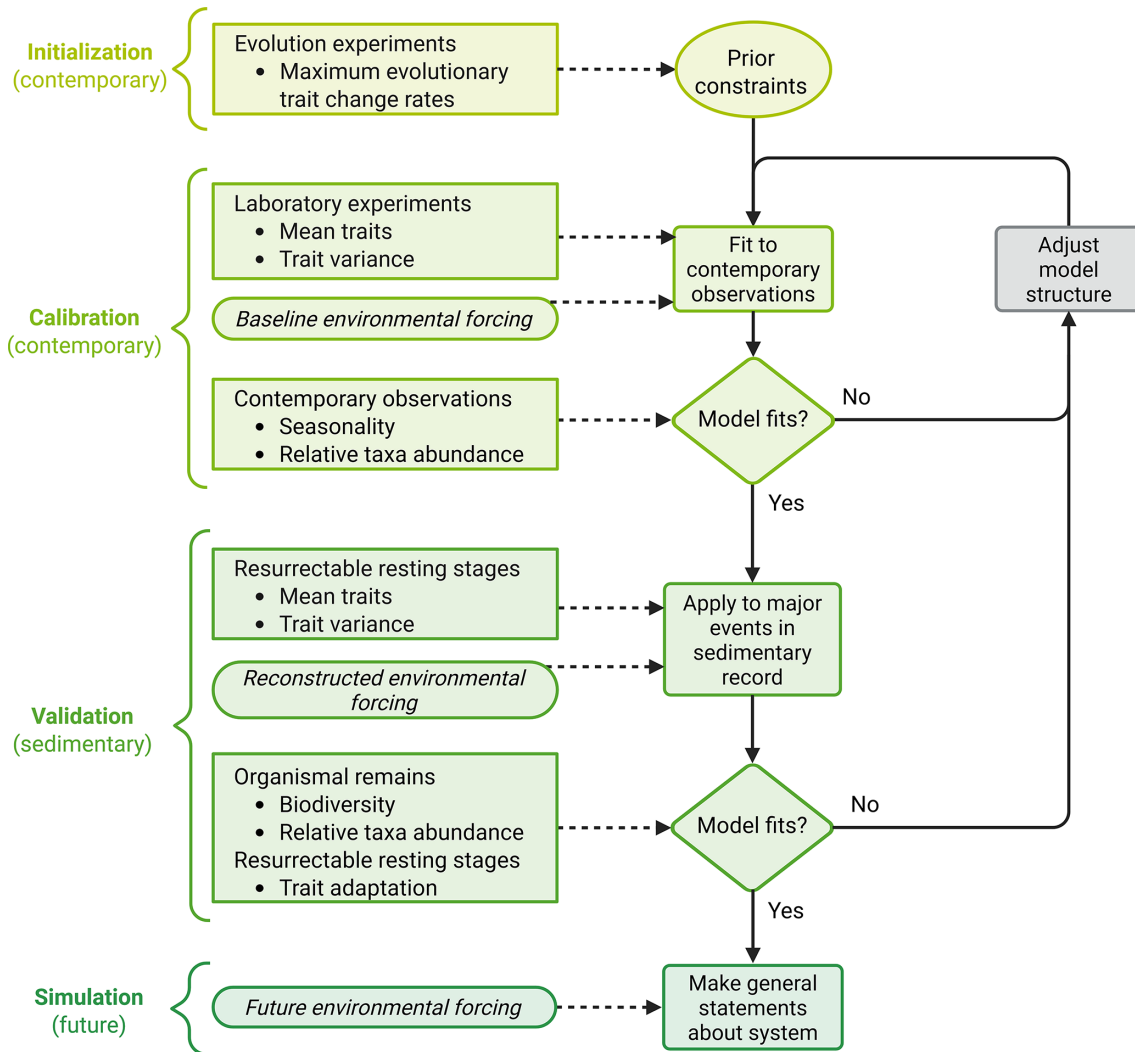 Initialization
(contemporary)
Evolution experiments
• Maximum evolutionary
trait change rates
Prior
constraints
Calibration
(contemporary)
Laboratory experiments
• Mean traits
• Trait variance
Baseline environmental forcing
Contemporary observations
• Seasonality
• Relative taxa abundance
Fit to
contemporary
observations
Adjust
model
structure
Model fits?
No
Yes
Validation
(sedimentary)
Resurrectable resting stages
• Mean traits
• Trait variance
Reconstructed environmental
forcing
Organismal remains
• Biodiversity
• Relative taxa abundance
Resurrectable resting stages
• Trait adaptation
Apply to major
events in
sedimentary
record
Model fits?
No
Yes
Simulation
(future)
Future environmental forcing
Make general
statements
about system